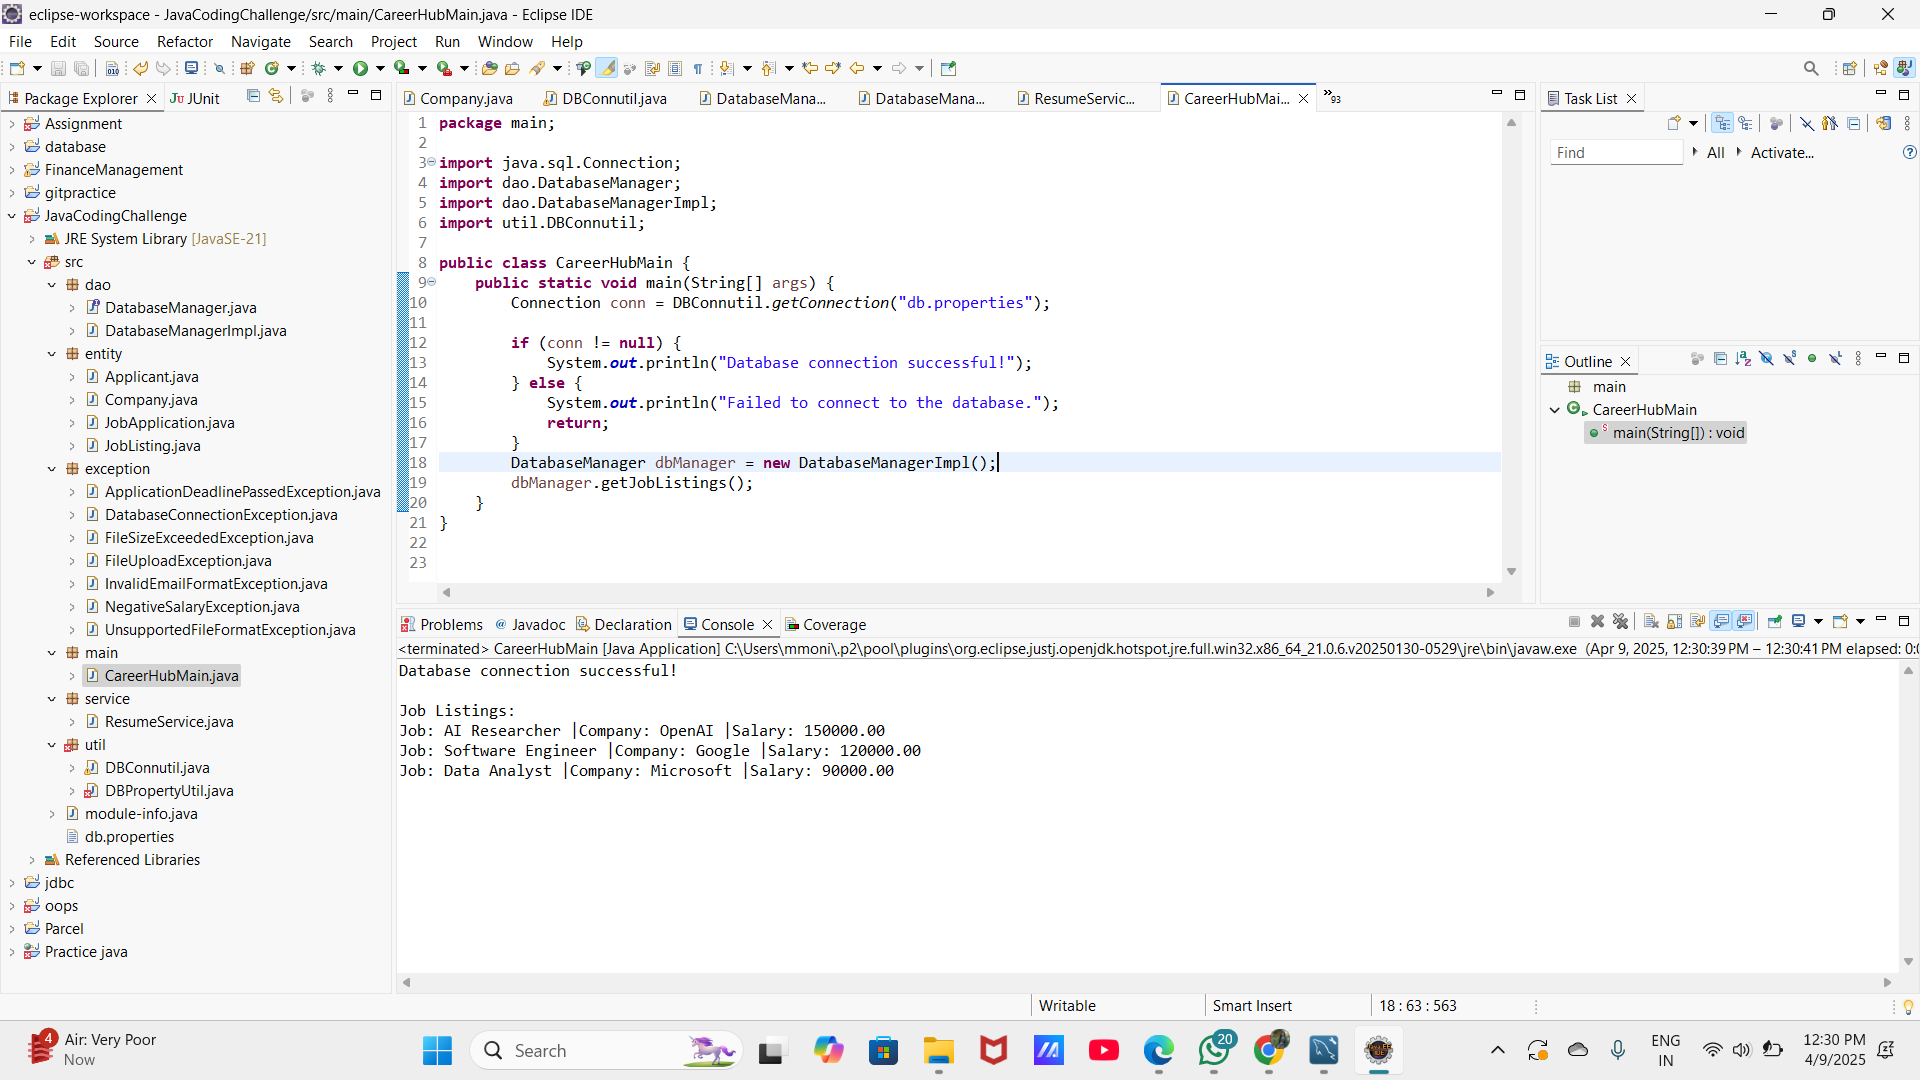 eclipse-workspace - JavaCodingChallenge/src/main/CareerHubMain.java - Eclipse IDE
File Edit Source Refactor Navigate Search Project Run Window Help
Package Explorer JUnit
Assignment
database
FinanceManagement
gitpractice
JavaCodingChallenge
JRE System Library [JavaSE-21]
src
dao
DatabaseManager.java
DatabaseManagerImpl.java
entity
Applicant.java
Company.java
JobApplication.java
JobListing.java
exception
ApplicationDeadlinePassedException.java
DatabaseConnectionException.java
FileSizeExceededException.java
FileUploadException.java
InvalidEmailFormatException.java
NegativeSalaryException.java
UnsupportedFileFormatException.java
main
CareerHubMain.java
service
ResumeService.java
util
DBConnutil.java
DBPropertyUtil.java
module-info.java
db.properties
Referenced Libraries
jdbc
oops
Parcel
Practice java
Company.java DBConnutil.java DatabaseMana... DatabaseMana... ResumeServic... CareerHubMai... »93
1 package main;
2
3 import java.sql.Connection;
4 import dao.DatabaseManager;
5 import dao.DatabaseManagerImpl;
6 import util.DBConnutil;
7
8 public class CareerHubMain {
9 public static void main(String[] args) {
10 Connection conn = DBConnutil.getConnection("db.properties");
11
12 if (conn != null) {
13 System.out.println("Database connection successful!");
14 } else {
15 System.out.println("Failed to connect to the database.");
16 return;
17 }
18 DatabaseManager dbManager = new DatabaseManagerImpl();
19 dbManager.getJobListings();
20 }
21 }
22
23
Task List
Find All Activate...
Outline
main
CareerHubMain
main(String[]) : void
Problems Javadoc Declaration Console Coverage
<terminated> CareerHubMain [Java Application] C:\Users\mmoni\.p2\pool\plugins\org.eclipse.justj.openjdk.hotspot.jre.full.win32.x86_64_21.0.6.v20250130-0529\jre\bin\javaw.exe (Apr 9, 2025, 12:30:39 PM – 12:30:41 PM elapsed: 0:0
Database connection successful!
Job Listings:
Job: AI Researcher |Company: OpenAI |Salary: 150000.00
Job: Software Engineer |Company: Google |Salary: 120000.00
Job: Data Analyst |Company: Microsoft |Salary: 90000.00
Writable Smart Insert 18 : 63 : 563
4 Air: Very Poor
Now
Search
20
ENG
IN
12:30 PM
4/9/2025